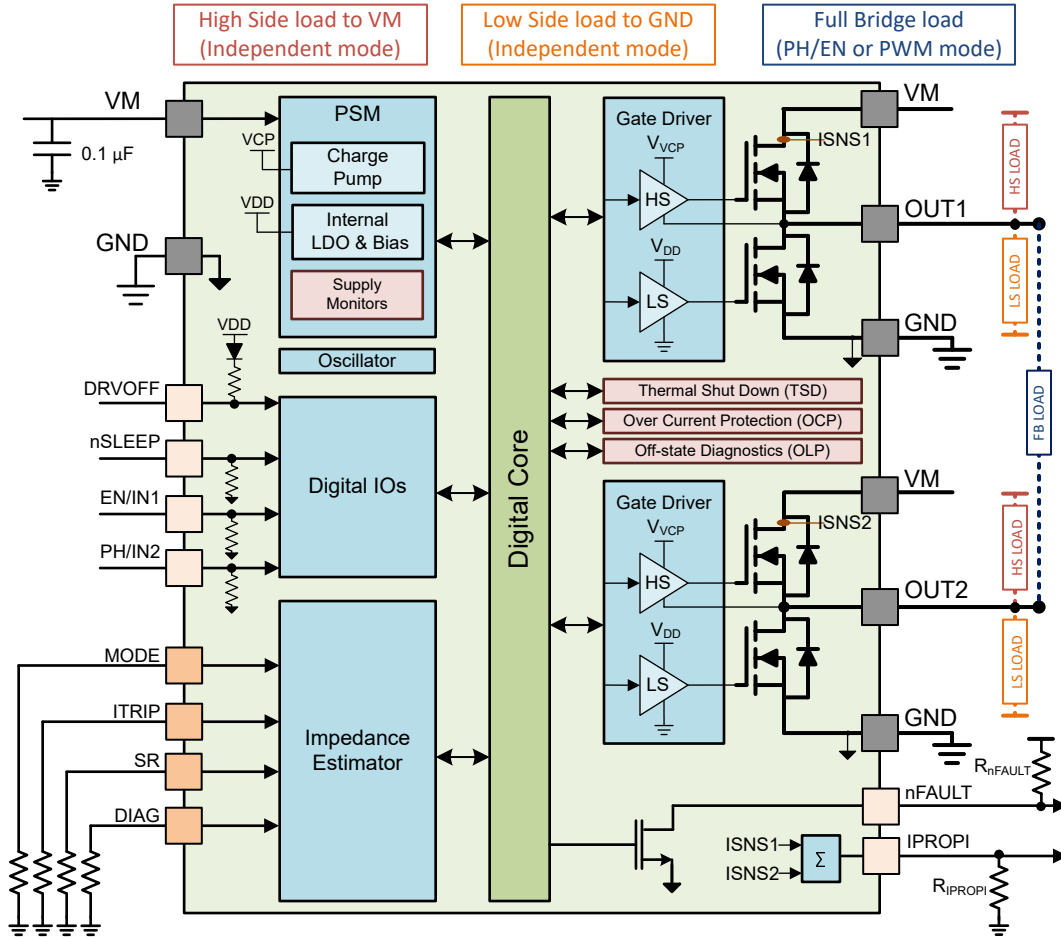 High Side load to VM
(Independent mode)
Low Side load to GND
(Independent mode)
Full Bridge load
(PH/EN or PWM mode)
VM
0.1 µF
GND
PSM
VCP
Charge
Pump
VDD
Internal
LDO & Bias
Supply
Monitors
Oscillator
VDD
DRVOFF
nSLEEP
EN/IN1
PH/IN2
Digital IOs
MODE
ITRIP
SR
DIAG
Impedance
Estimator
Digital Core
Gate Driver
VVCP
HS
VDD
LS
ISNS1
VM
OUT1
GND
HS LOAD
LS LOAD
FB LOAD
Thermal Shut Down (TSD)
Over Current Protection (OCP)
Off-state Diagnostics (OLP)
Gate Driver
VVCP
HS
VDD
LS
ISNS2
VM
OUT2
GND
HS LOAD
LS LOAD
RnFAULT
nFAULT
ISNS1
ISNS2
Σ
IPROPI
RIPROPI